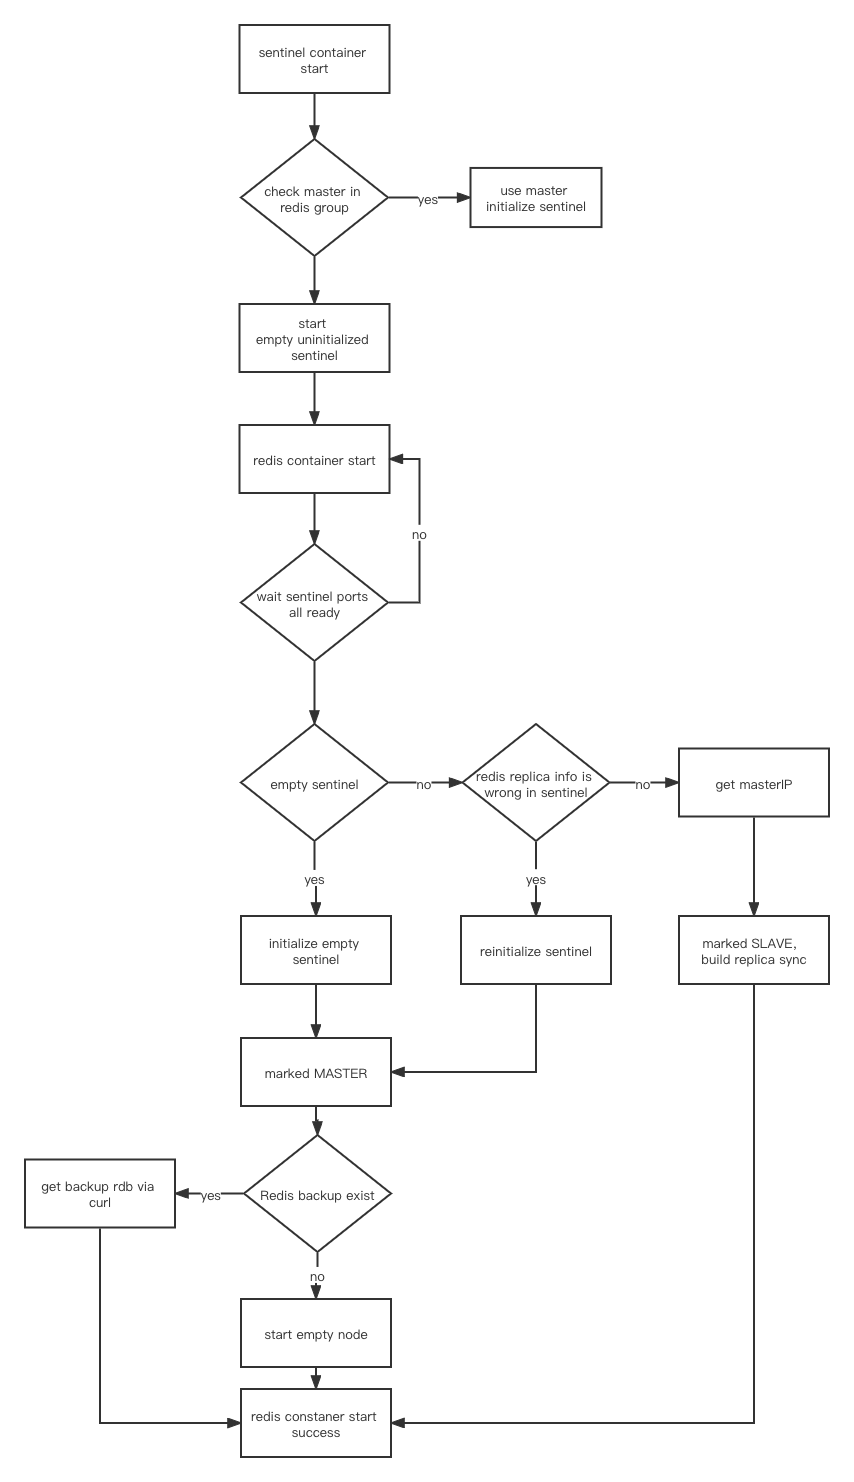 sentinel container
start
check master in
redis group
yes
use master
initialize sentinel
start
empty uninitialized
sentinel
redis container start
no
wait sentinel ports
all ready
empty sentinel
no
redis replica info is
wrong in sentinel
no
get masterIP
yes
yes
initialize empty
sentinel
reinitialize sentinel
marked SLAVE,
build replica sync
marked MASTER
get backup rdb via
curl
yes
Redis backup exist
no
start empty node
redis constaner start
success